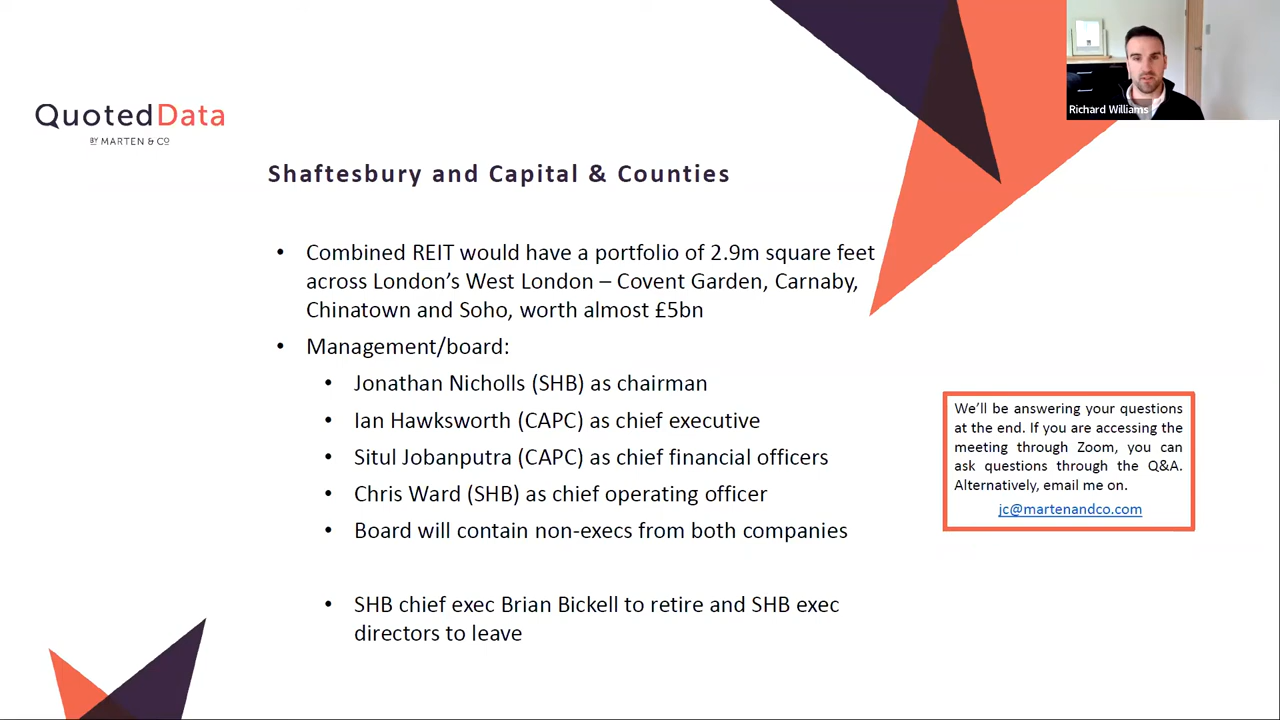 Richard Williams
QuotedData
BY MARTEN & CO
Shaftesbury and Capital & Counties
• Combined REIT would have a portfolio of 2.9m square feet
across London's West London – Covent Garden, Carnaby,
Chinatown and Soho, worth almost £5bn
• Management/board:
• Jonathan Nicholls (SHB) as chairman
• Ian Hawksworth (CAPC) as chief executive
• Situl Jobanputra (CAPC) as chief financial officers
• Chris Ward (SHB) as chief operating officer
• Board will contain non-execs from both companies
• SHB chief exec Brian Bickell to retire and SHB exec
directors to leave
We'll be answering your questions
at the end. If you are accessing the
meeting through Zoom, you can
ask questions through the Q&A.
Alternatively, email me on.
jc@martenandco.com